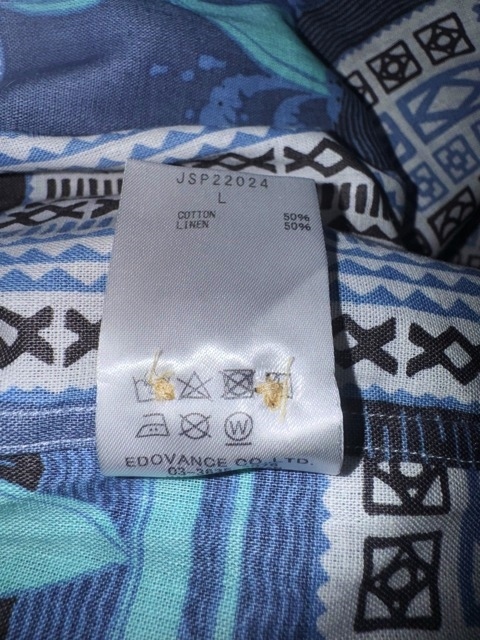 JSP22024
L
COTTON 50%
LINEN 50%
W
EDOVANCE CO., LTD.